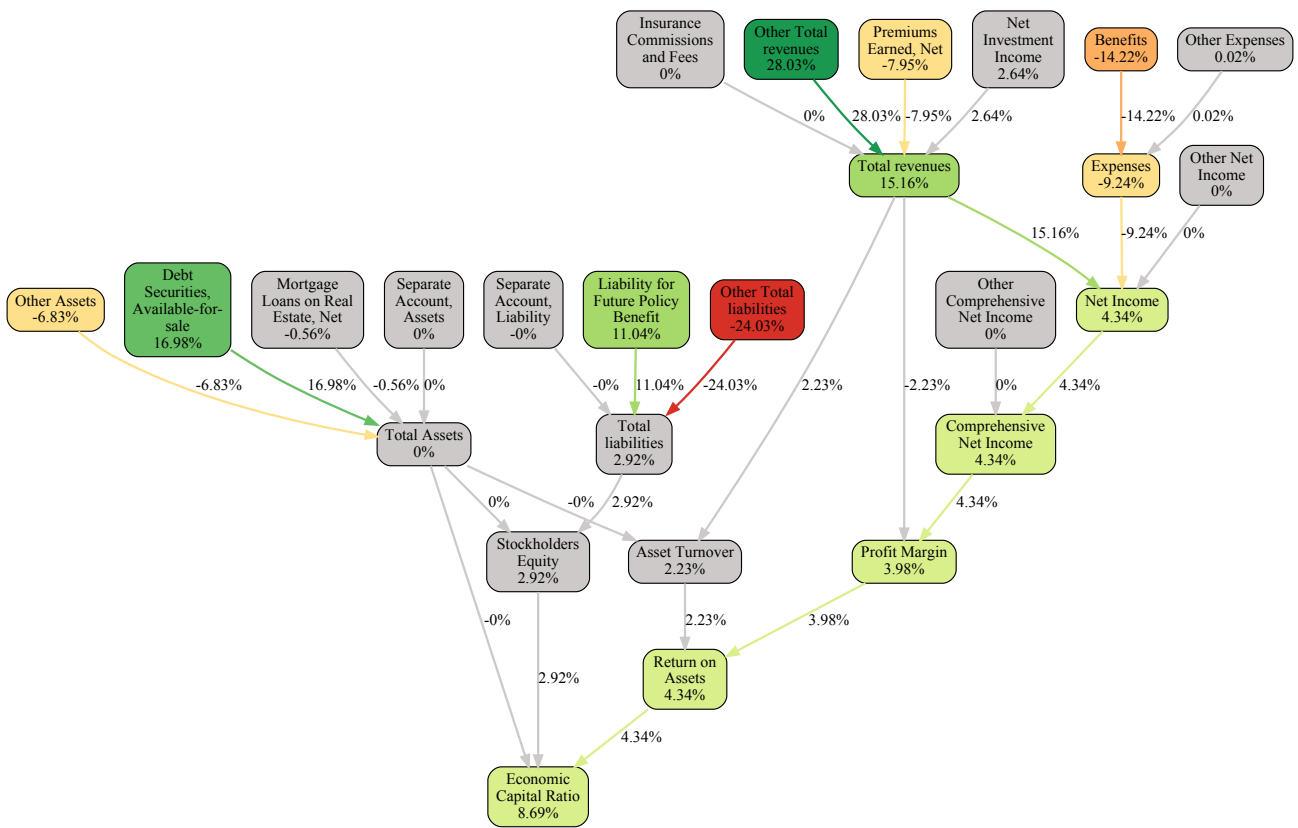 Insurance
Commissions
and Fees
0%
Other Total
revenues
28.03%
Premiums
Earned, Net
-7.95%
Net
Investment
Income
2.64%
Benefits
-14.22%
Other Expenses
0.02%
0%
28.03%
-7.95%
2.64%
-14.22%
0.02%
Total revenues
15.16%
Expenses
-9.24%
Other Net
Income
0%
15.16%
-9.24%
0%
Other Assets
-6.83%
Debt
Securities,
Available-for-
sale
16.98%
Mortgage
Loans on Real
Estate, Net
-0.56%
Separate
Account,
Assets
0%
Separate
Account,
Liability
-0%
Liability for
Future Policy
Benefit
11.04%
Other Total
liabilities
-24.03%
Other
Comprehensive
Net Income
0%
Net Income
4.34%
-6.83%
16.98%
-0.56%
0%
-0%
11.04%
-24.03%
2.23%
-2.23%
0%
4.34%
Total Assets
0%
Total
liabilities
2.92%
Comprehensive
Net Income
4.34%
0%
-0%
2.92%
4.34%
Stockholders
Equity
2.92%
Asset Turnover
2.23%
Profit Margin
3.98%
-0%
2.23%
3.98%
2.92%
Return on
Assets
4.34%
4.34%
Economic
Capital Ratio
8.69%